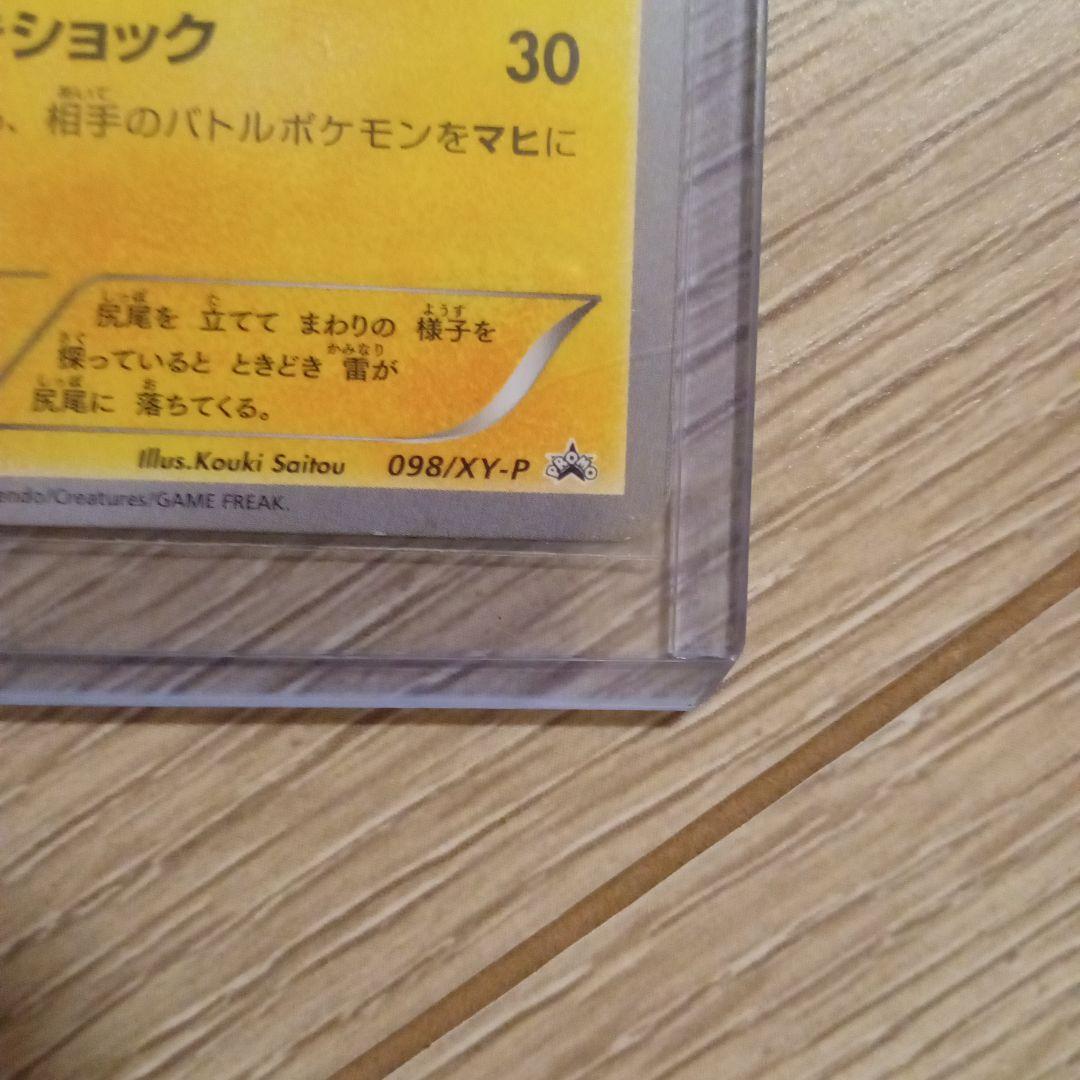 ショック 30
、相手のバトルポケモンをマヒに
尻尾を 立てて まわりの 様子を
探っていると ときどき 雷が
尻尾に 落ちてくる。
Illus.Kouki Saitou 098/XY-P PROMO
endo/Creatures/GAME FREAK.